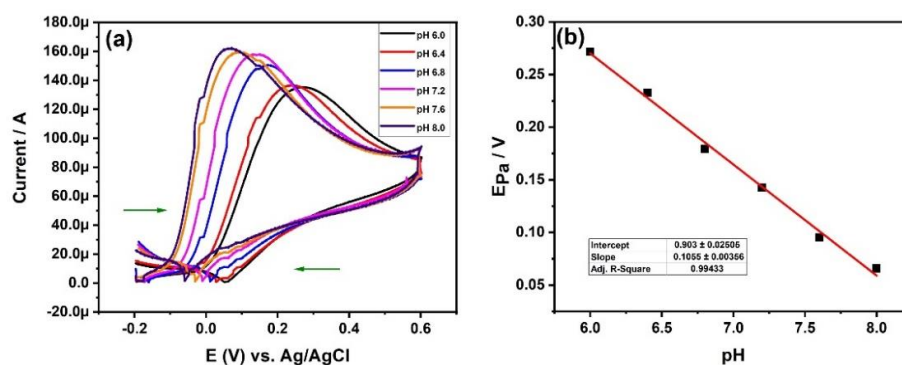 (a)
180.0μ
160.0μ
140.0μ
120.0μ
100.0μ
80.0μ
60.0μ
40.0μ
20.0μ
0.0
-20.0μ
Current / A
pH 6.0
pH 6.4
pH 6.8
pH 7.2
pH 7.6
pH 8.0
-0.2 0.0 0.2 0.4 0.6
E (V) vs. Ag/AgCl
(b)
0.30
0.25
0.20
0.15
0.10
0.05
EPa / V
Intercept 0.903 ± 0.02505
Slope 0.1055 ± 0.00356
Adj. R-Square 0.99433
6.0 6.5 7.0 7.5 8.0
pH